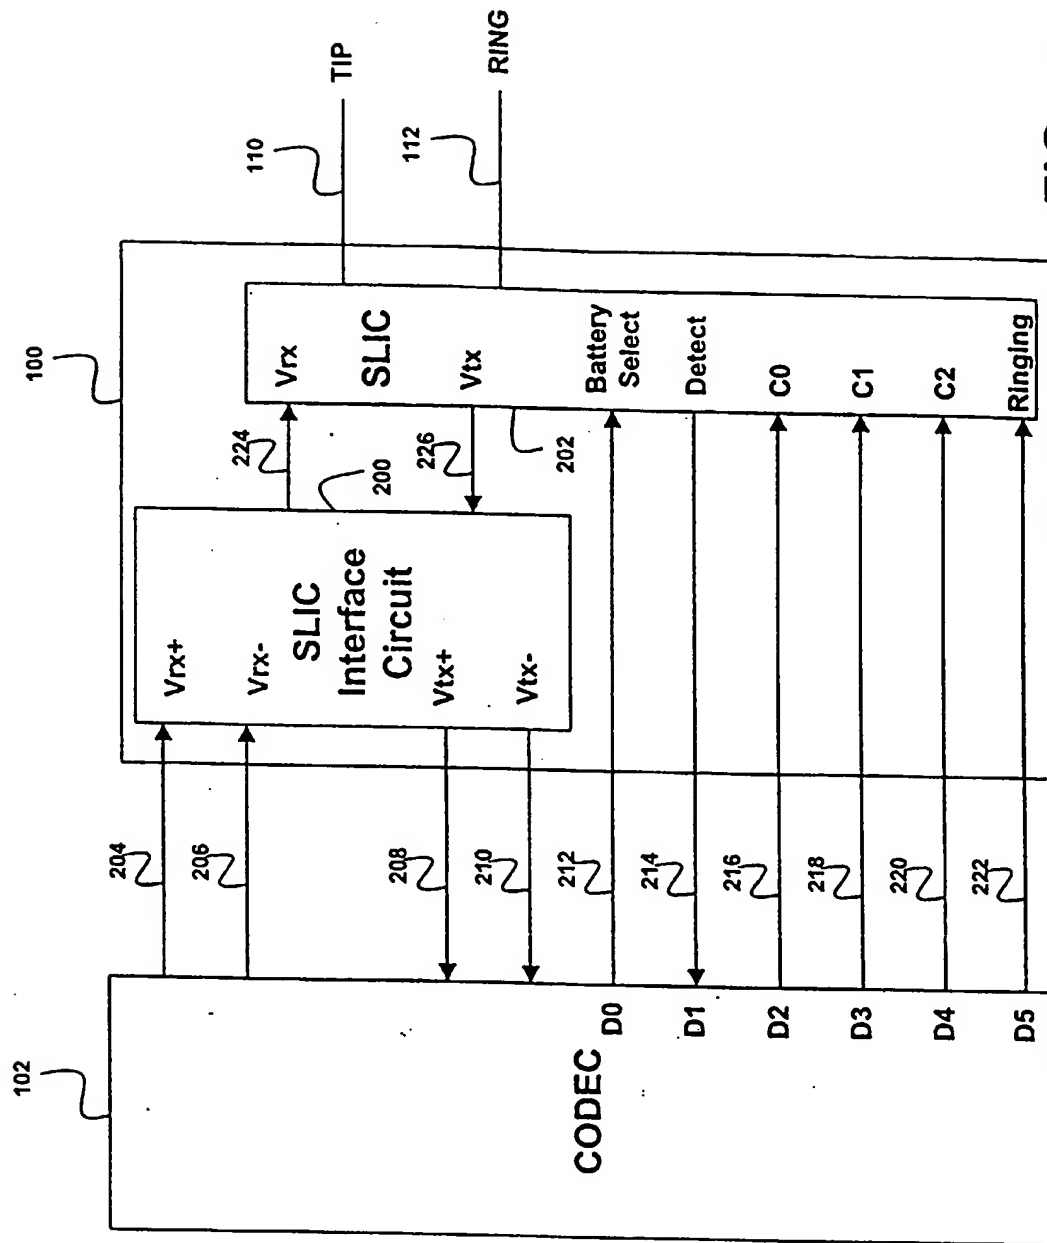 102
CODEC
D0
D1
D2
D3
D4
D5
204
206
208
210
212
214
216
218
220
222
100
Vrx+
Vrx-
SLIC
Interface
Circuit
Vtx+
Vtx-
200
224
226
202
Vrx
SLIC
Vtx
Battery
Select
Detect
C0
C1
C2
Ringing
110
TIP
112
RING